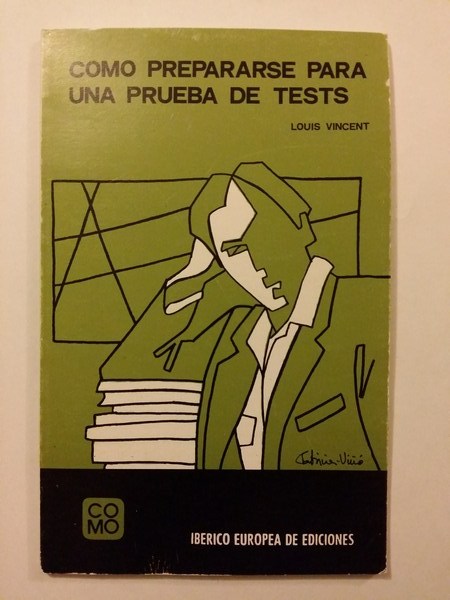 COMO PREPARARSE PARA
UNA PRUEBA DE TESTS
LOUIS VINCENT
CO
MO
IBERICO EUROPEA DE EDICIONES